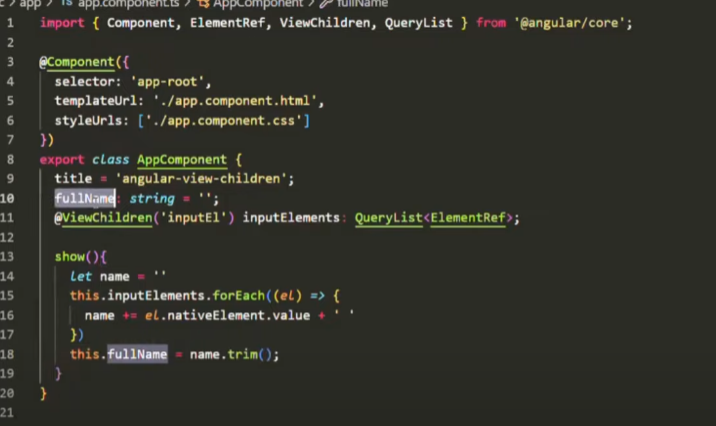 c > app > TS app.component.ts > AppComponent > fullName
1 import { Component, ElementRef, ViewChildren, QueryList } from '@angular/core';
2
3 @Component({
4 selector: 'app-root',
5 templateUrl: './app.component.html',
6 styleUrls: ['./app.component.css']
7 })
8 export class AppComponent {
9 title = 'angular-view-children';
10 fullName: string = '';
11 @ViewChildren('inputEl') inputElements: QueryList<ElementRef>;
12
13 show(){
14 let name = ''
15 this.inputElements.forEach((el) => {
16 name += el.nativeElement.value + ' '
17 })
18 this.fullName = name.trim();
19 }
20 }
21